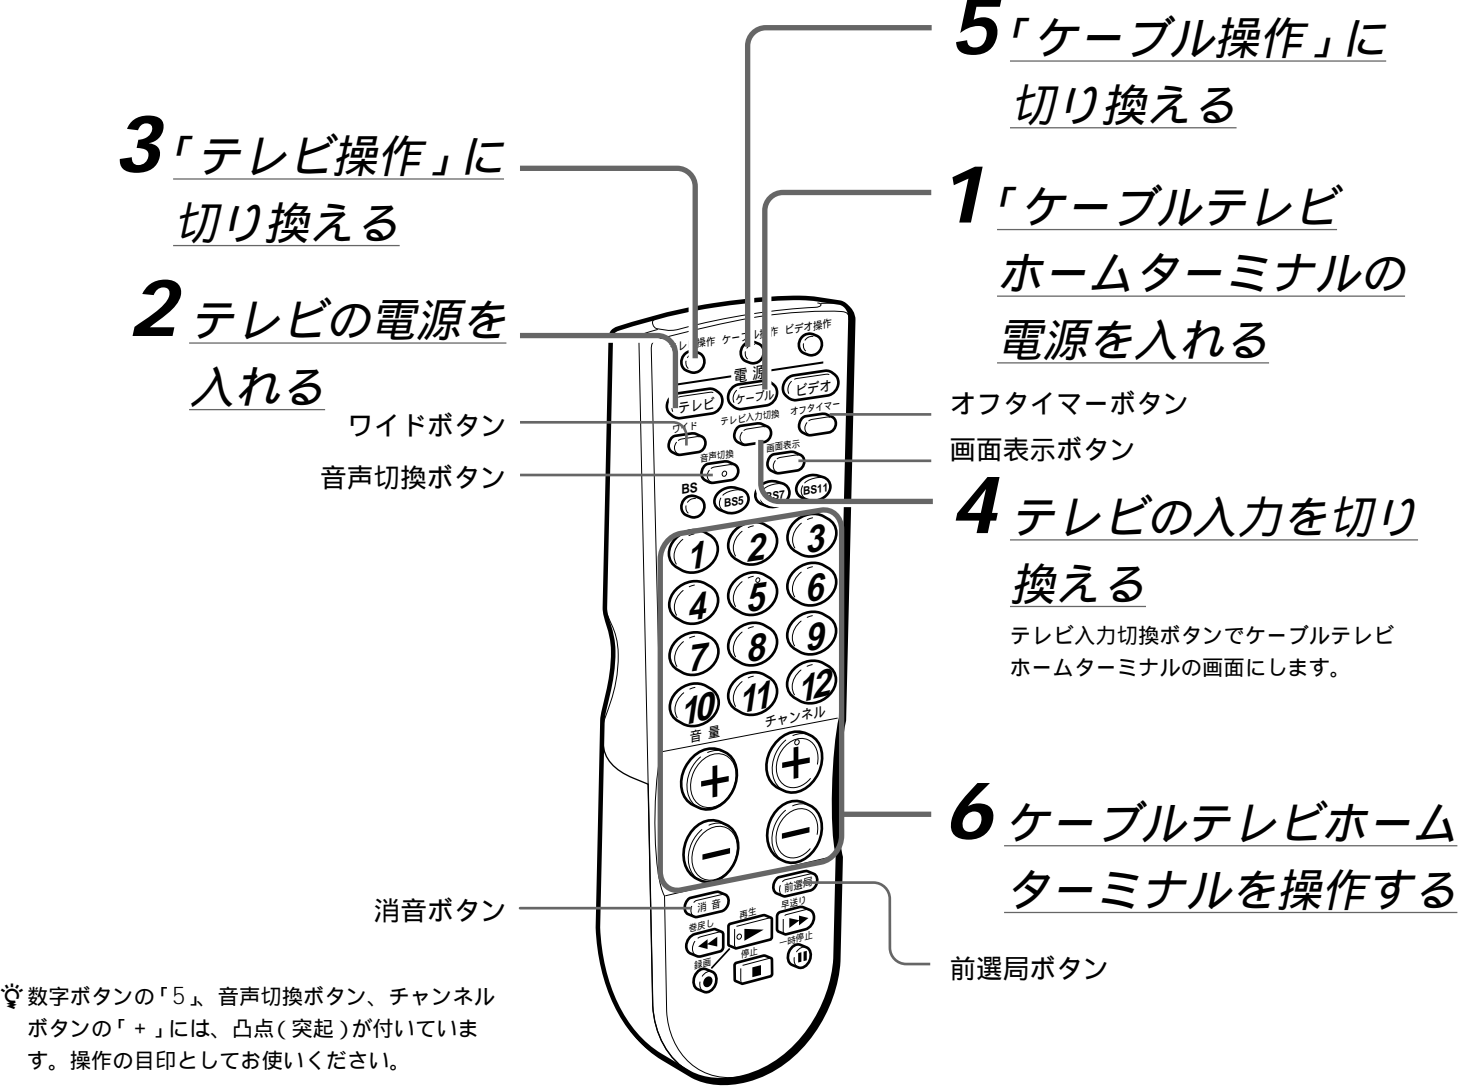 5「ケーブル操作」に
切り換える
3「テレビ操作」に
切り換える
1「ケーブルテレビ
ホームターミナルの
電源を入れる
2 テレビの電源を
入れる
ワイドボタン
音声切換ボタン
オフタイマーボタン
画面表示ボタン
4 テレビの入力を切り
換える
テレビ入力切換ボタンでケーブルテレビ
ホームターミナルの画面にします。
6 ケーブルテレビホーム
ターミナルを操作する
消音ボタン
前選局ボタン
数字ボタンの「5」、音声切換ボタン、チャンネル
ボタンの「+」には、凸点(突起)が付いていま
す。操作の目印としてお使いください。
ビデオ操作
電源
テレビ
ケーブル
ビデオ
ワイド
テレビ入力切換
オフタイマー
音声切換
画面表示
BS
BS5
BS7
BS11
1 2 3
4 5 6
7 8 9
10 11 12
音量
チャンネル
+ +
− −
消音
前選局
巻戻し
再生
早送り
録画
停止
一時停止